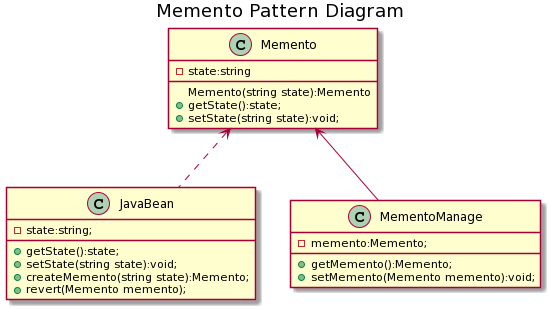 Memento Pattern Diagram
C Memento
state:string
Memento(string state):Memento
getState():state;
setState(string state):void;
C JavaBean
state:string;
getState():state;
setState(string state):void;
createMemento(string state):Memento;
revert(Memento memento);
C MementoManage
memento:Memento;
getMemento():Memento;
setMemento(Memento memento):void;